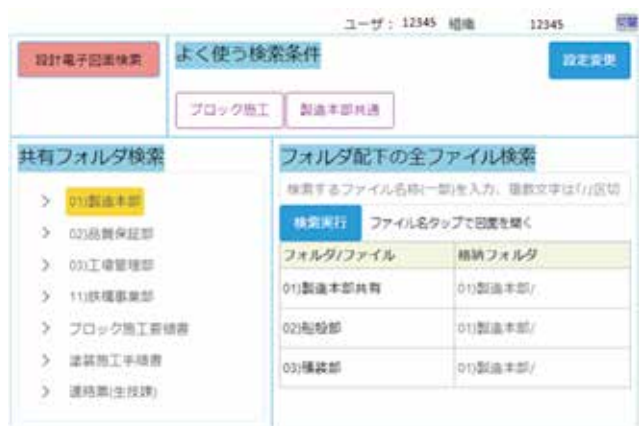 ユーザ: 12345 組織 12345 切替
設計電子図面検索
よく使う検索条件
設定変更
ブロック施工 製造本部共通
共有フォルダ検索
01)製造本部
02)品質保証部
03)工場管理部
11)鉄構事業部
ブロック施工要領書
塗装施工手順書
連絡票(生技課)
フォルダ配下の全ファイル検索
検索するファイル名称(一部)を入力、複数文字は「/」区切
検索実行 ファイル名タップで図面を開く
フォルダ/ファイル 格納フォルダ
01)製造本部共有 01)製造本部/
02)船殻部 01)製造本部/
03)艤装部 01)製造本部/